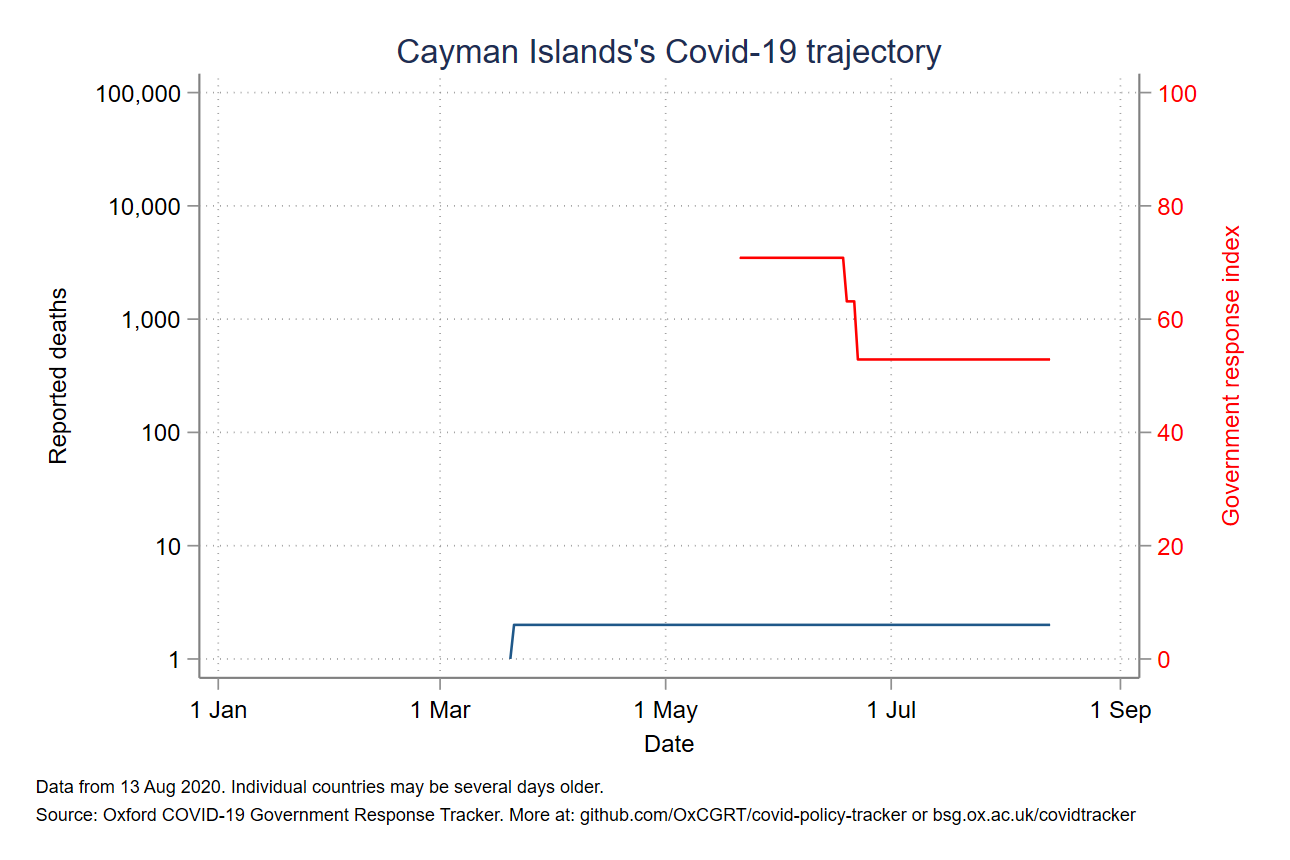 Cayman Islands's Covid-19 trajectory
100,000
10,000
1,000
100
10
1
Reported deaths
100
80
60
40
20
0
Government response index
1 Jan
1 Mar
1 May
1 Jul
1 Sep
Date
Data from 13 Aug 2020. Individual countries may be several days older.
Source: Oxford COVID-19 Government Response Tracker. More at: github.com/OxCGRT/covid-policy-tracker or bsg.ox.ac.uk/covidtracker